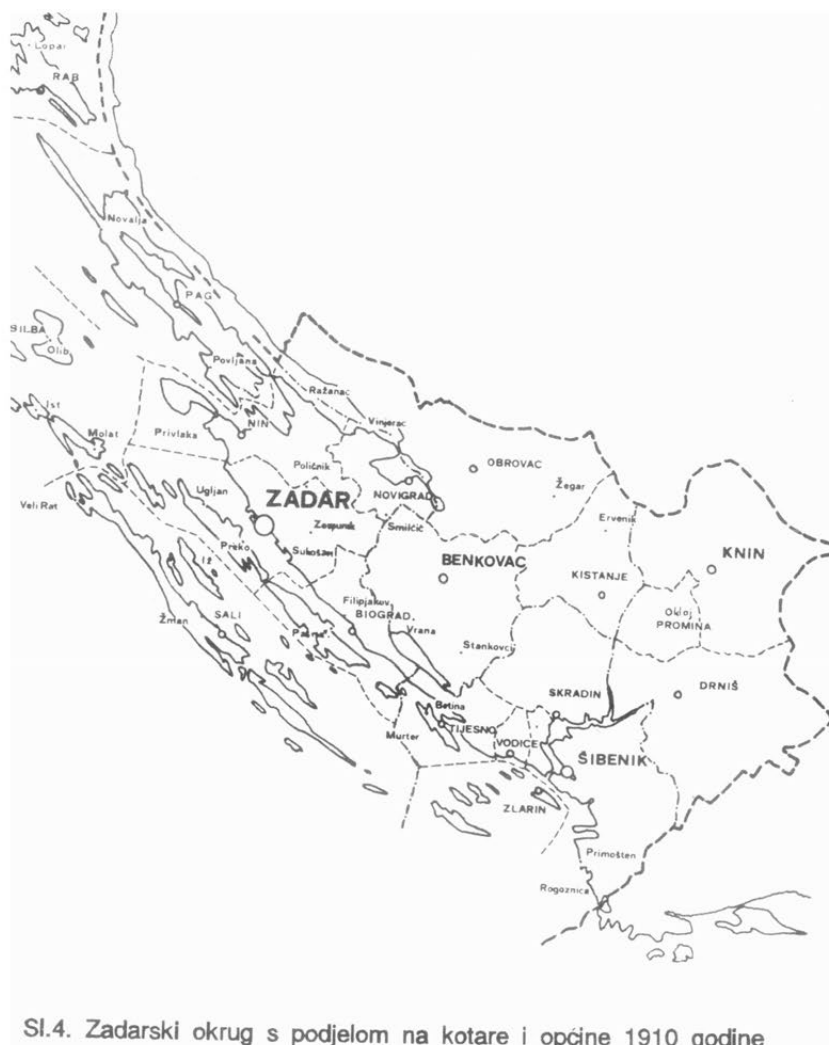 Lopar
RAB
Novalja
PAG
SILBA
Olib
Povljana
Ražanac
Ist
NIN
Vinjerac
Molat
Privlaka
Poličnik
OBROVAC
Ugljan
NOVIGRAD
Žegar
Veli Rat
ZADAR
Ervenik
Smilčić
Preko
Sukošan
BENKOVAC
KNIN
Iž
KISTANJE
Filipjakov
Oklaj
SALI
BIOGRAD
PROMINA
Žman
Vrana
Pašman
Stankovci
SKRADIN
DRNIŠ
Betina
TIJESNO
Murter
VODICE
ŠIBENIK
ZLARIN
Primošten
Rogoznica
Sl.4. Zadarski okrug s podjelom na kotare i općine 1910 godine